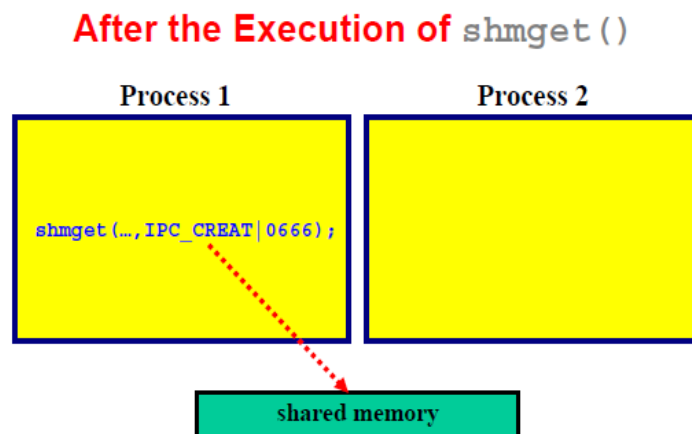 After the Execution of shmget()
Process 1
Process 2
shmget(…,IPC_CREAT|0666);
shared memory